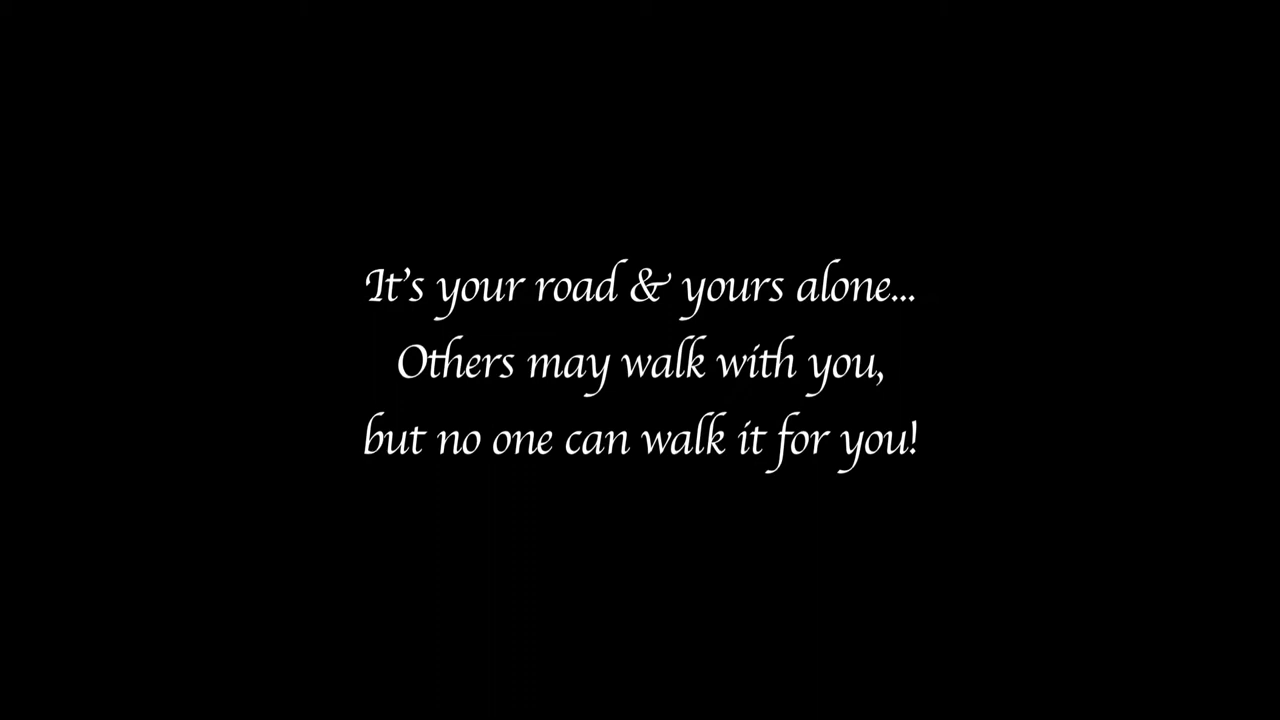 It's your road & yours alone...
Others may walk with you,
but no one can walk it for you!